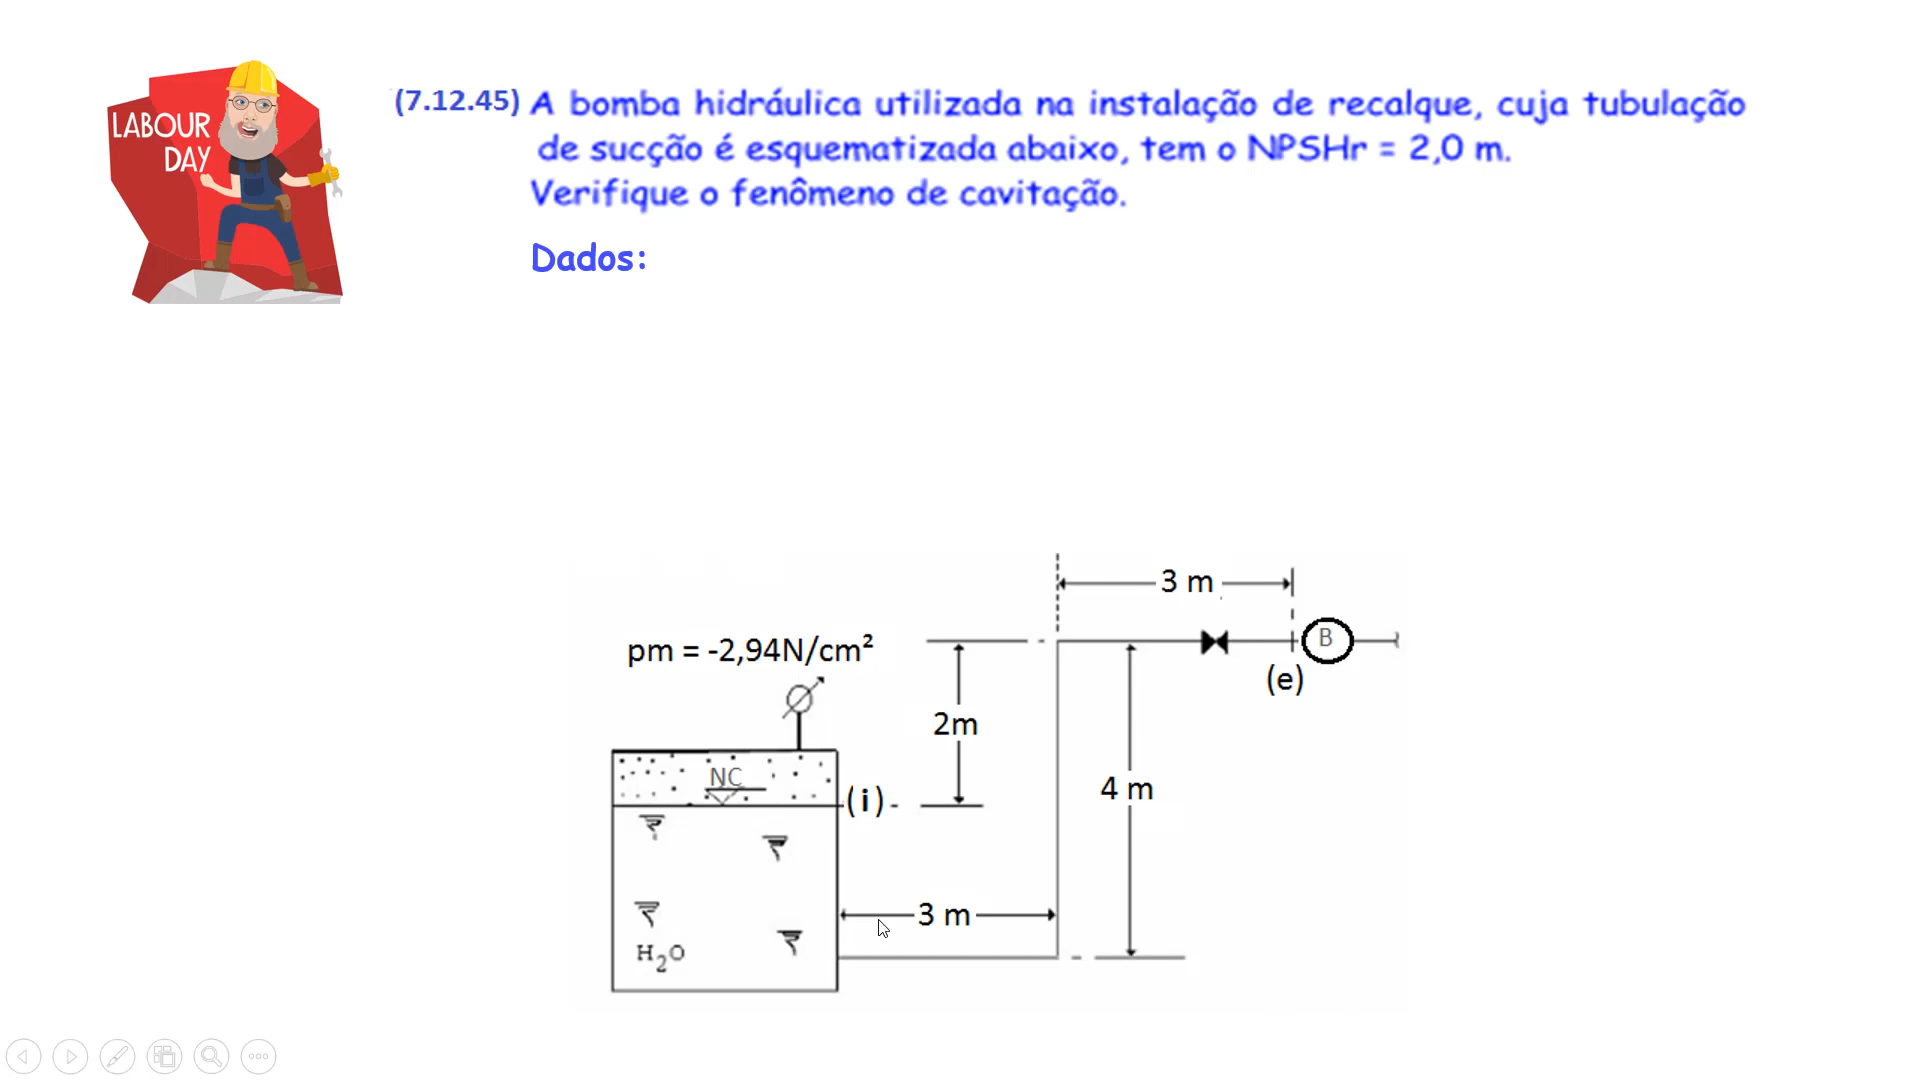 LABOUR
DAY
(7.12.45) A bomba hidráulica utilizada na instalação de recalque, cuja tubulação
de sucção é esquematizada abaixo, tem o NPSHr = 2,0 m.
Verifique o fenômeno de cavitação.
Dados:
3 m
pm = -2,94N/cm²
B
(e)
2m
NC
(i)
4 m
3 m
H₂O